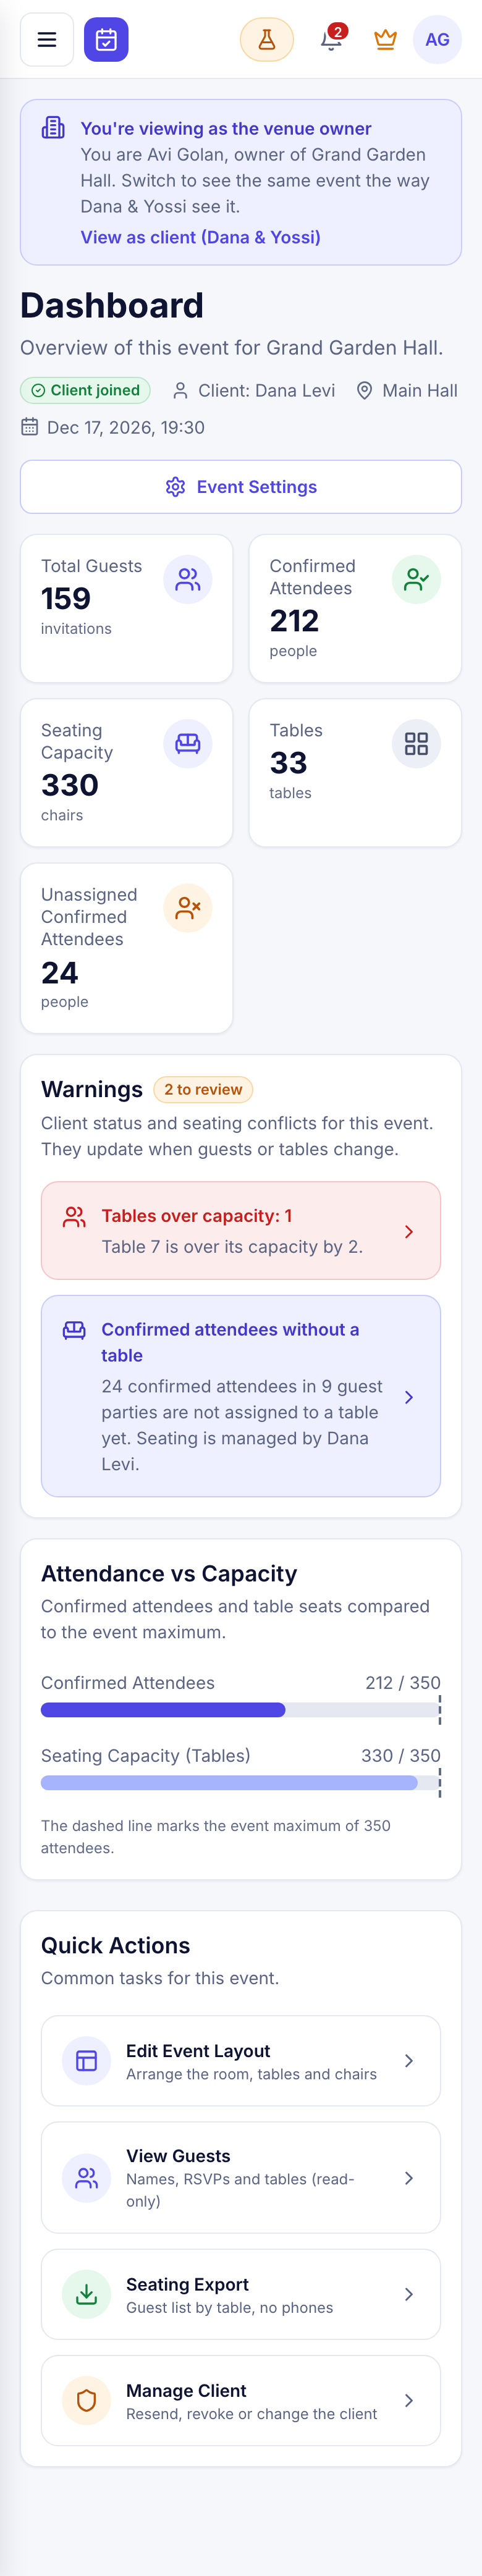 2
AG
You're viewing as the venue owner
You are Avi Golan, owner of Grand Garden
Hall. Switch to see the same event the way
Dana & Yossi see it.
View as client (Dana & Yossi)
Dashboard
Overview of this event for Grand Garden Hall.
Client joined
Client: Dana Levi
Main Hall
Dec 17, 2026, 19:30
Event Settings
Total Guests
159
invitations
Confirmed
Attendees
212
people
Seating
Capacity
330
chairs
Tables
33
tables
Unassigned
Confirmed
Attendees
24
people
Warnings
2 to review
Client status and seating conflicts for this event.
They update when guests or tables change.
Tables over capacity: 1
Table 7 is over its capacity by 2.
Confirmed attendees without a
table
24 confirmed attendees in 9 guest
parties are not assigned to a table
yet. Seating is managed by Dana
Levi.
Attendance vs Capacity
Confirmed attendees and table seats compared
to the event maximum.
Confirmed Attendees 212 / 350
Seating Capacity (Tables) 330 / 350
The dashed line marks the event maximum of 350
attendees.
Quick Actions
Common tasks for this event.
Edit Event Layout
Arrange the room, tables and chairs
View Guests
Names, RSVPs and tables (read-
only)
Seating Export
Guest list by table, no phones
Manage Client
Resend, revoke or change the client